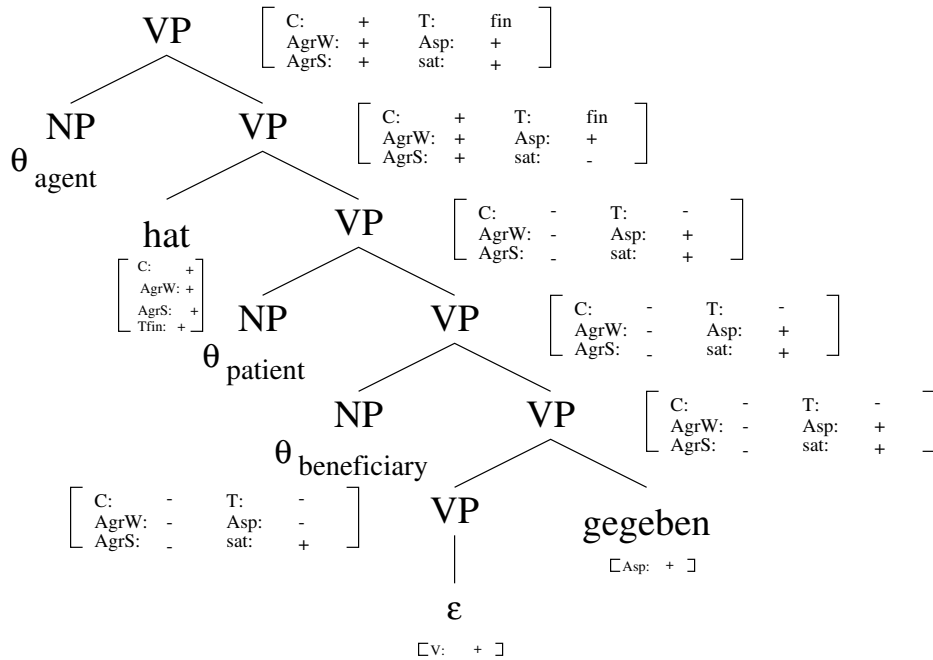 VP
C: + T: fin
AgrW: + Asp: +
AgrS: + sat: +
NP VP
θ agent
C: + T: fin
AgrW: + Asp: +
AgrS: + sat: -
hat VP
C: +
AgrW: +
AgrS: +
Tfin: +
C: - T: -
AgrW: - Asp: +
AgrS: - sat: +
NP VP
θ patient
C: - T: -
AgrW: - Asp: +
AgrS: - sat: +
NP VP
θ beneficiary
C: - T: -
AgrW: - Asp: +
AgrS: - sat: +
C: - T: -
AgrW: - Asp: -
AgrS: - sat: +
VP gegeben
Asp: +
ε
V: +